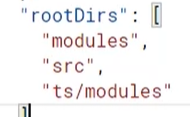 "rootDirs": [
"modules",
"src",
"ts/modules"
]